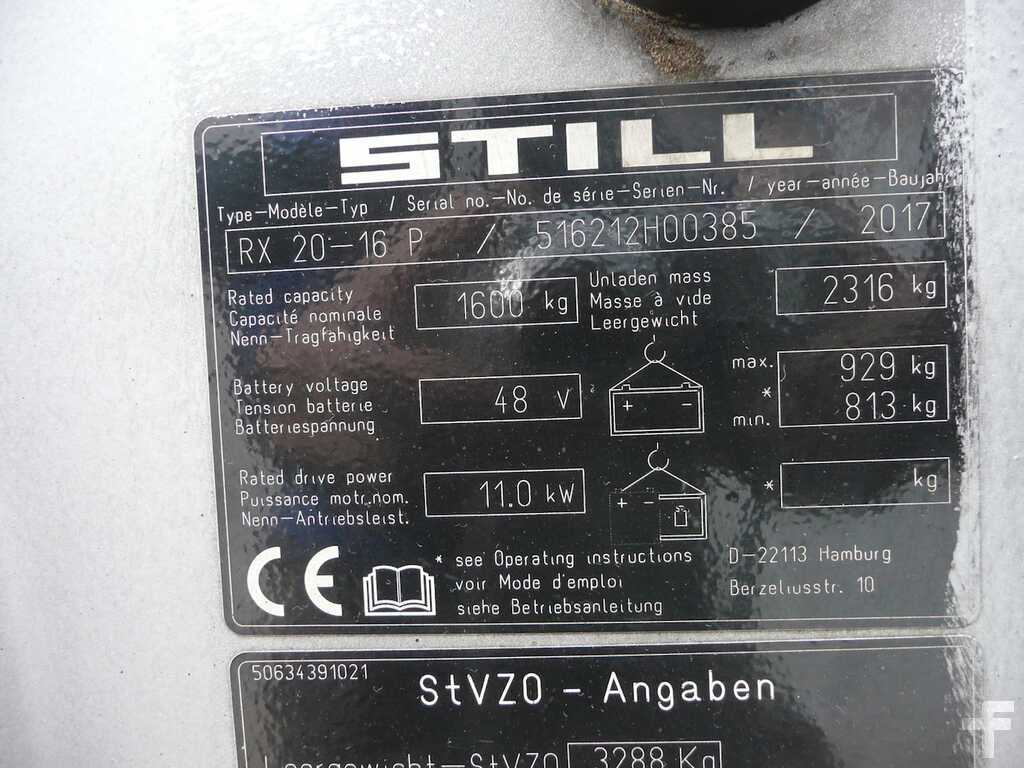 STILL
Type-Modèle-Typ / Serial no.-No. de série-Serien-Nr. / year-année-Baujahr
RX 20-16 P / 516212H00385 / 2017
Rated capacity
Capacité nominale
Nenn-Tragfähigkeit
1600 kg
Unladen mass
Masse à vide
Leergewicht
2316 kg
Battery voltage
Tension batterie
Batteriespannung
48 V
+ -
max. 929 kg
*
min. 813 kg
Rated drive power
Puissance motr.nom.
Nenn-Antriebsleist.
11.0 kW
+ -
* kg
CE
* see Operating instructions
voir Mode d'emploi
siehe Betriebsanleitung
D-22113 Hamburg
Berzeliusstr. 10
50634391021
StVZO - Angaben
Leergewicht-StVZO 3288 Kg
F